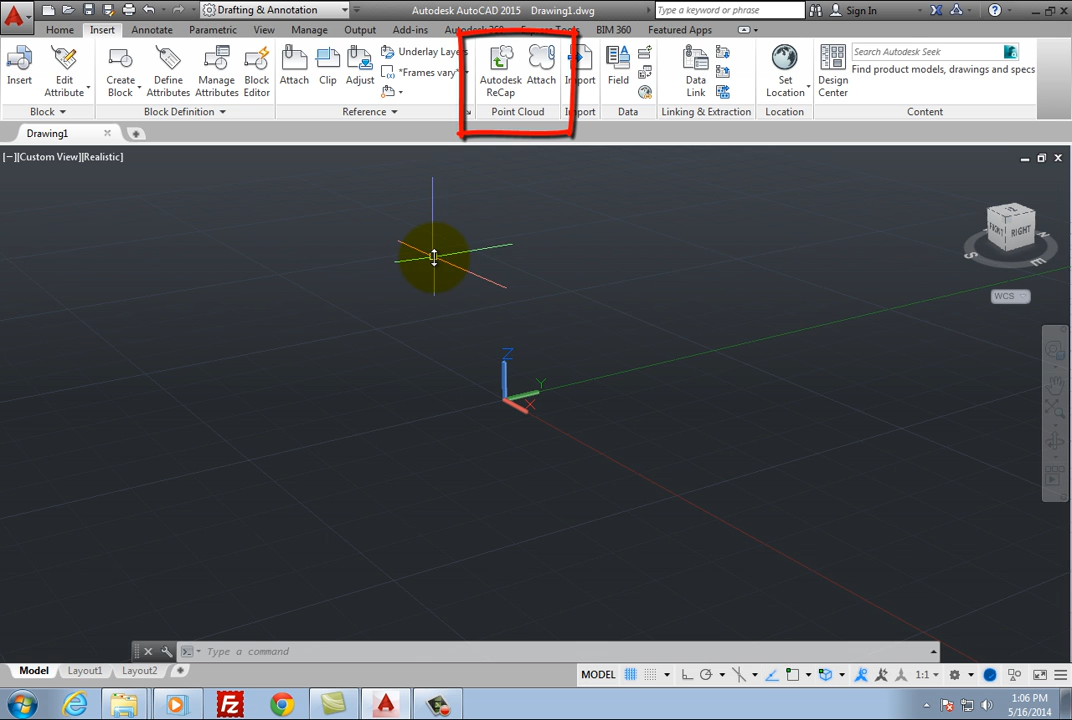 Drafting & Annotation
Autodesk AutoCAD 2015 Drawing1.dwg
Type a keyword or phrase
Sign In
Home Insert Annotate Parametric View Manage Output Add-ins Autodesk 360 Tools BIM 360 Featured Apps
Insert
Edit Attribute
Create Block
Define Attributes
Manage Attributes
Block Editor
Attach
Clip
Adjust
Underlay Layers
*Frames vary*
Autodesk ReCap
Attach
Import
Field
Data Link
Set Location
Design Center
Search Autodesk Seek
Find product models, drawings and specs
Block Block Definition Reference Point Cloud Import Data Linking & Extraction Location Content
Drawing1
[−][Custom View][Realistic]
FRONT RIGHT
S E N
WCS
Z
Y
X
Type a command
Model Layout1 Layout2
MODEL
1:1
1:06 PM
5/16/2014